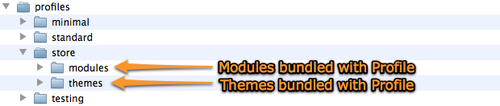 profiles
minimal
standard
store
modules Modules bundled with Profile
themes Themes bundled with Profile
testing